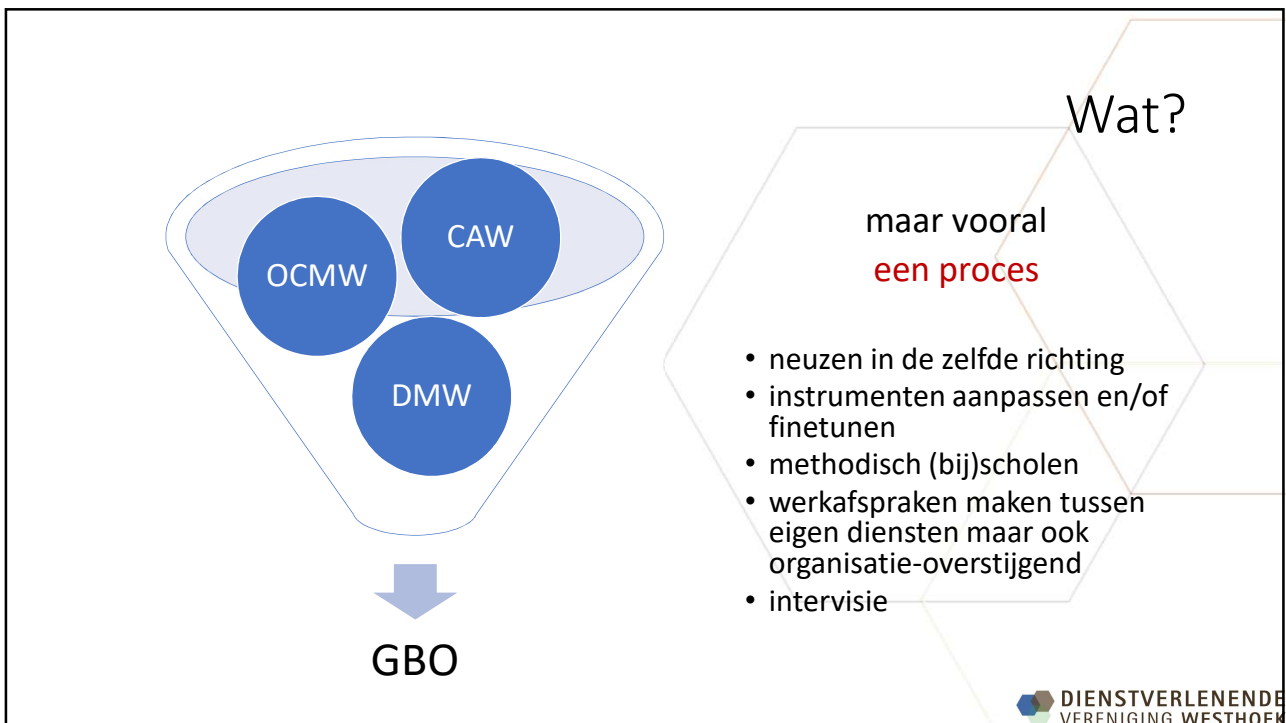 Wat?
CAW
OCMW
DMW
GBO
maar vooral
een proces
• neuzen in de zelfde richting
• instrumenten aanpassen en/of
finetunen
• methodisch (bij)scholen
• werkafspraken maken tussen
eigen diensten maar ook
organisatie-overstijgend
• intervisie
DIENSTVERLENENDE
VERENIGING WESTHOEK